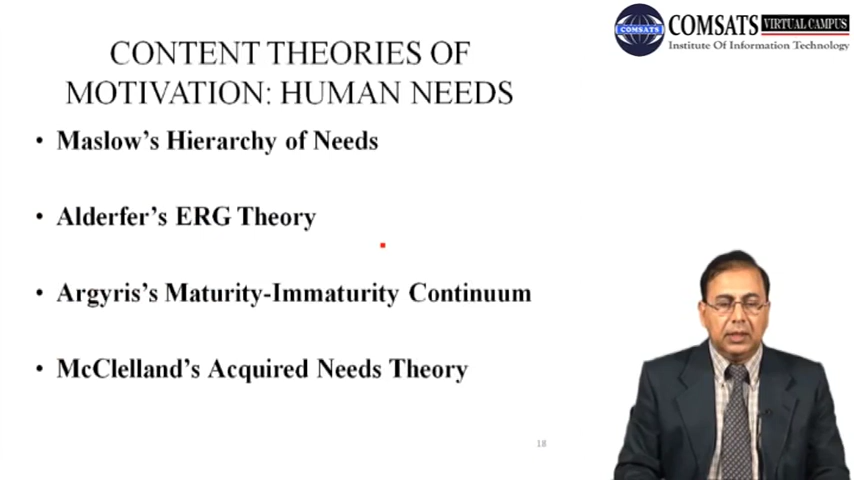 COMSATS
COMSATS VIRTUAL CAMPUS
Institute Of Information Technology
CONTENT THEORIES OF
MOTIVATION: HUMAN NEEDS
• Maslow's Hierarchy of Needs
• Alderfer's ERG Theory
• Argyris's Maturity-Immaturity Continuum
• McClelland's Acquired Needs Theory
18